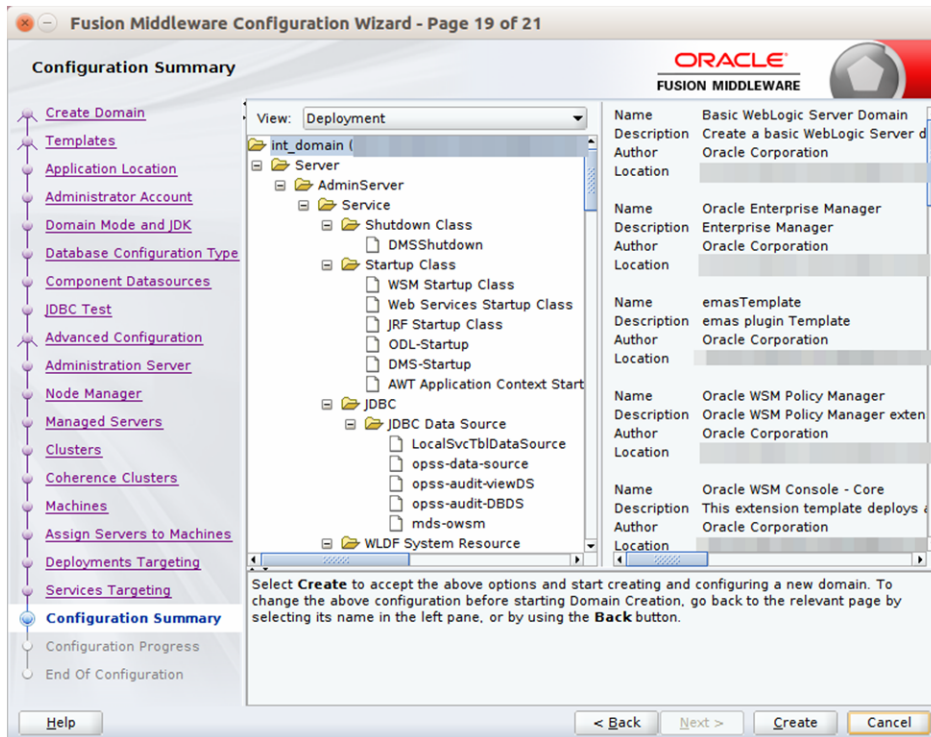 Fusion Middleware Configuration Wizard - Page 19 of 21
Configuration Summary
ORACLE
FUSION MIDDLEWARE
Create Domain
Templates
Application Location
Administrator Account
Domain Mode and JDK
Database Configuration Type
Component Datasources
JDBC Test
Advanced Configuration
Administration Server
Node Manager
Managed Servers
Clusters
Coherence Clusters
Machines
Assign Servers to Machines
Deployments Targeting
Services Targeting
Configuration Summary
Configuration Progress
End Of Configuration
View: Deployment
int_domain (
Server
AdminServer
Service
Shutdown Class
DMSShutdown
Startup Class
WSM Startup Class
Web Services Startup Class
JRF Startup Class
ODL-Startup
DMS-Startup
AWT Application Context Start
JDBC
JDBC Data Source
LocalSvcTblDataSource
opss-data-source
opss-audit-viewDS
opss-audit-DBDS
mds-owsm
WLDF System Resource
Name Basic WebLogic Server Domain
Description Create a basic WebLogic Server d
Author Oracle Corporation
Location
Name Oracle Enterprise Manager
Description Enterprise Manager
Author Oracle Corporation
Location
Name emasTemplate
Description emas plugin Template
Author Oracle Corporation
Location
Name Oracle WSM Policy Manager
Description Oracle WSM Policy Manager exten
Author Oracle Corporation
Location
Name Oracle WSM Console - Core
Description This extension template deploys a
Author Oracle Corporation
Location
Select Create to accept the above options and start creating and configuring a new domain. To
change the above configuration before starting Domain Creation, go back to the relevant page by
selecting its name in the left pane, or by using the Back button.
Help
< Back
Next >
Create
Cancel